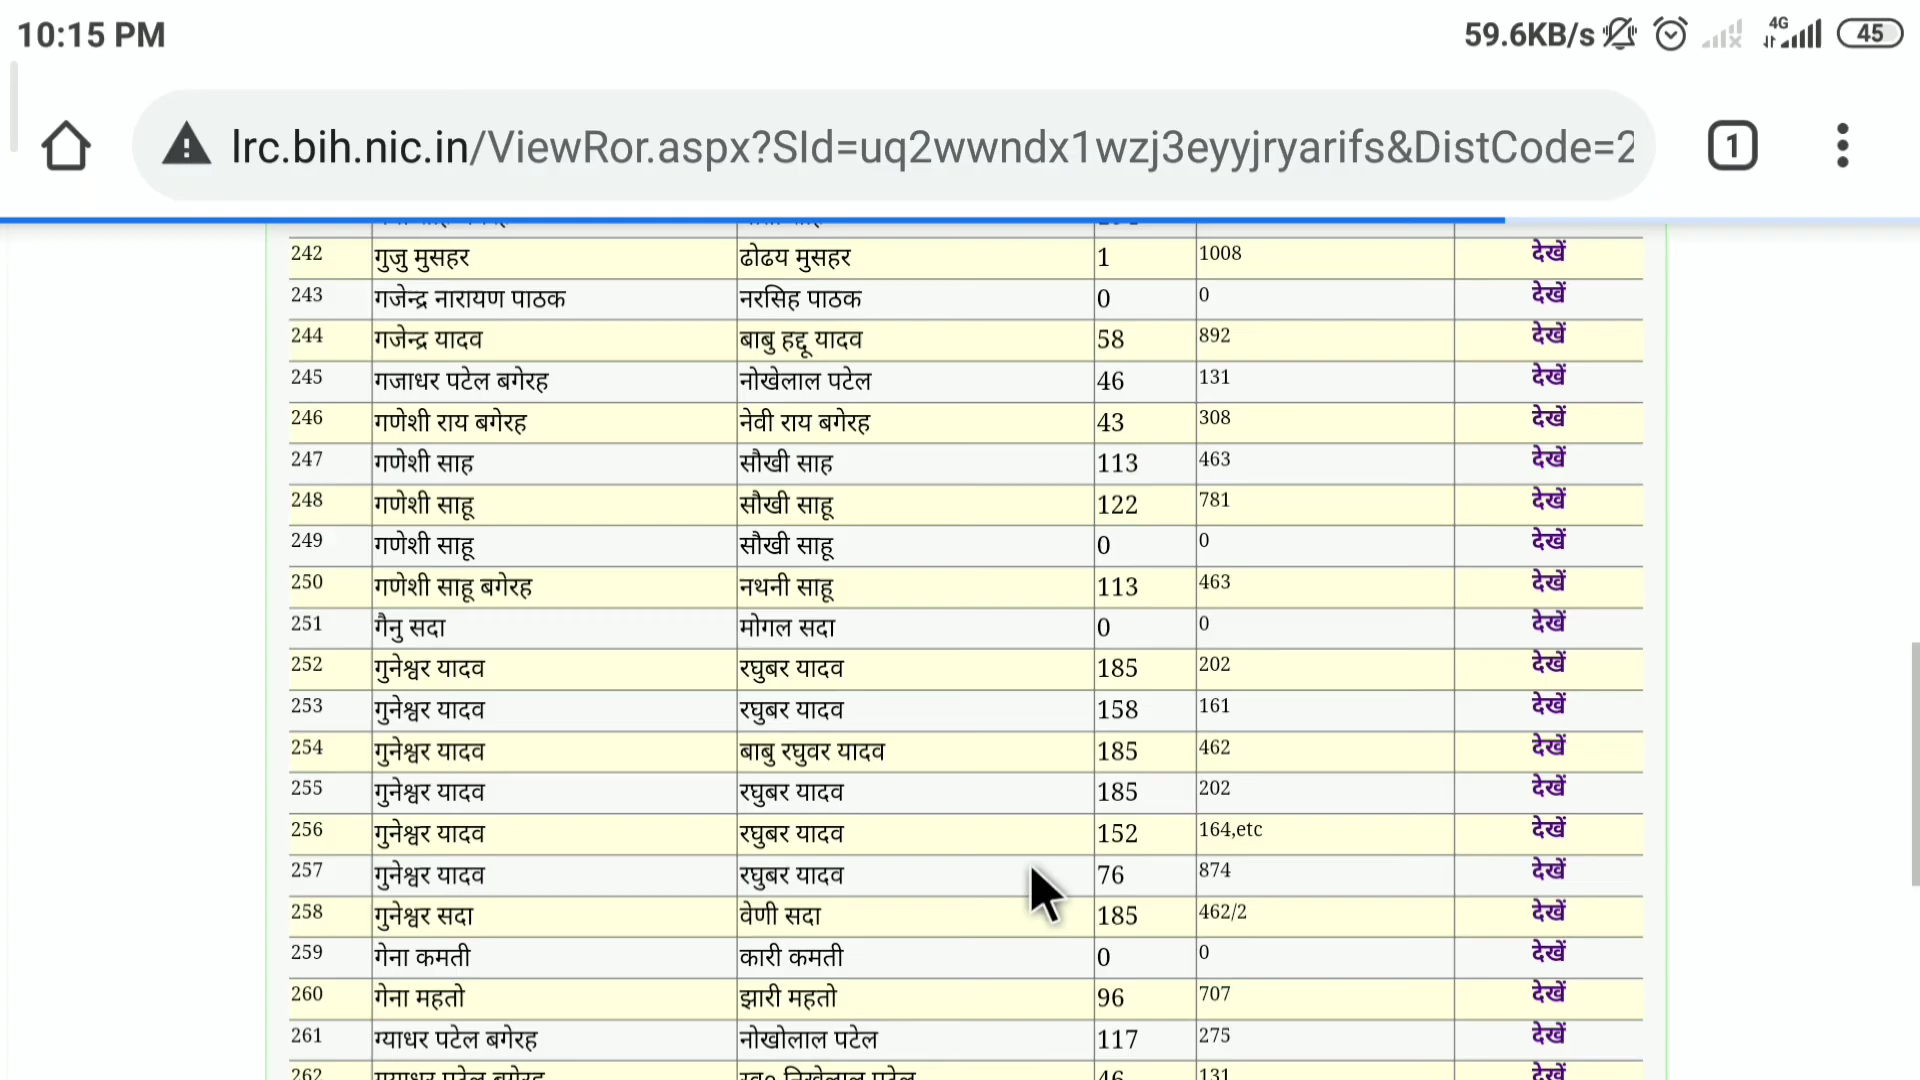 10:15 PM 59.6KB/s 4G 45
lrc.bih.nic.in/ViewRor.aspx?SId=uq2wwndx1wzj3eyyjryarifs&DistCode=2
1
242 गुजु मुसहर ढोढय मुसहर 1 1008 देखें
243 गजेन्द्र नारायण पाठक नरसिह पाठक 0 0 देखें
244 गजेन्द्र यादव बाबु हद्दू यादव 58 892 देखें
245 गजाधर पटेल बगेरह नोखेलाल पटेल 46 131 देखें
246 गणेशी राय बगेरह नेवी राय बगेरह 43 308 देखें
247 गणेशी साह सौखी साह 113 463 देखें
248 गणेशी साहू सौखी साहू 122 781 देखें
249 गणेशी साहू सौखी साहू 0 0 देखें
250 गणेशी साहू बगेरह नथनी साहू 113 463 देखें
251 गैनु सदा मोगल सदा 0 0 देखें
252 गुनेश्वर यादव रघुबर यादव 185 202 देखें
253 गुनेश्वर यादव रघुबर यादव 158 161 देखें
254 गुनेश्वर यादव बाबु रघुवर यादव 185 462 देखें
255 गुनेश्वर यादव रघुबर यादव 185 202 देखें
256 गुनेश्वर यादव रघुबर यादव 152 164,etc देखें
257 गुनेश्वर यादव रघुबर यादव 76 874 देखें
258 गुनेश्वर सदा वेणी सदा 185 462/2 देखें
259 गेना कमती कारी कमती 0 0 देखें
260 गेना महतो झारी महतो 96 707 देखें
261 ग्याधर पटेल बगेरह नोखोलाल पटेल 117 275 देखें
262 पटेल बगेरह पटेल 46 131 देखें